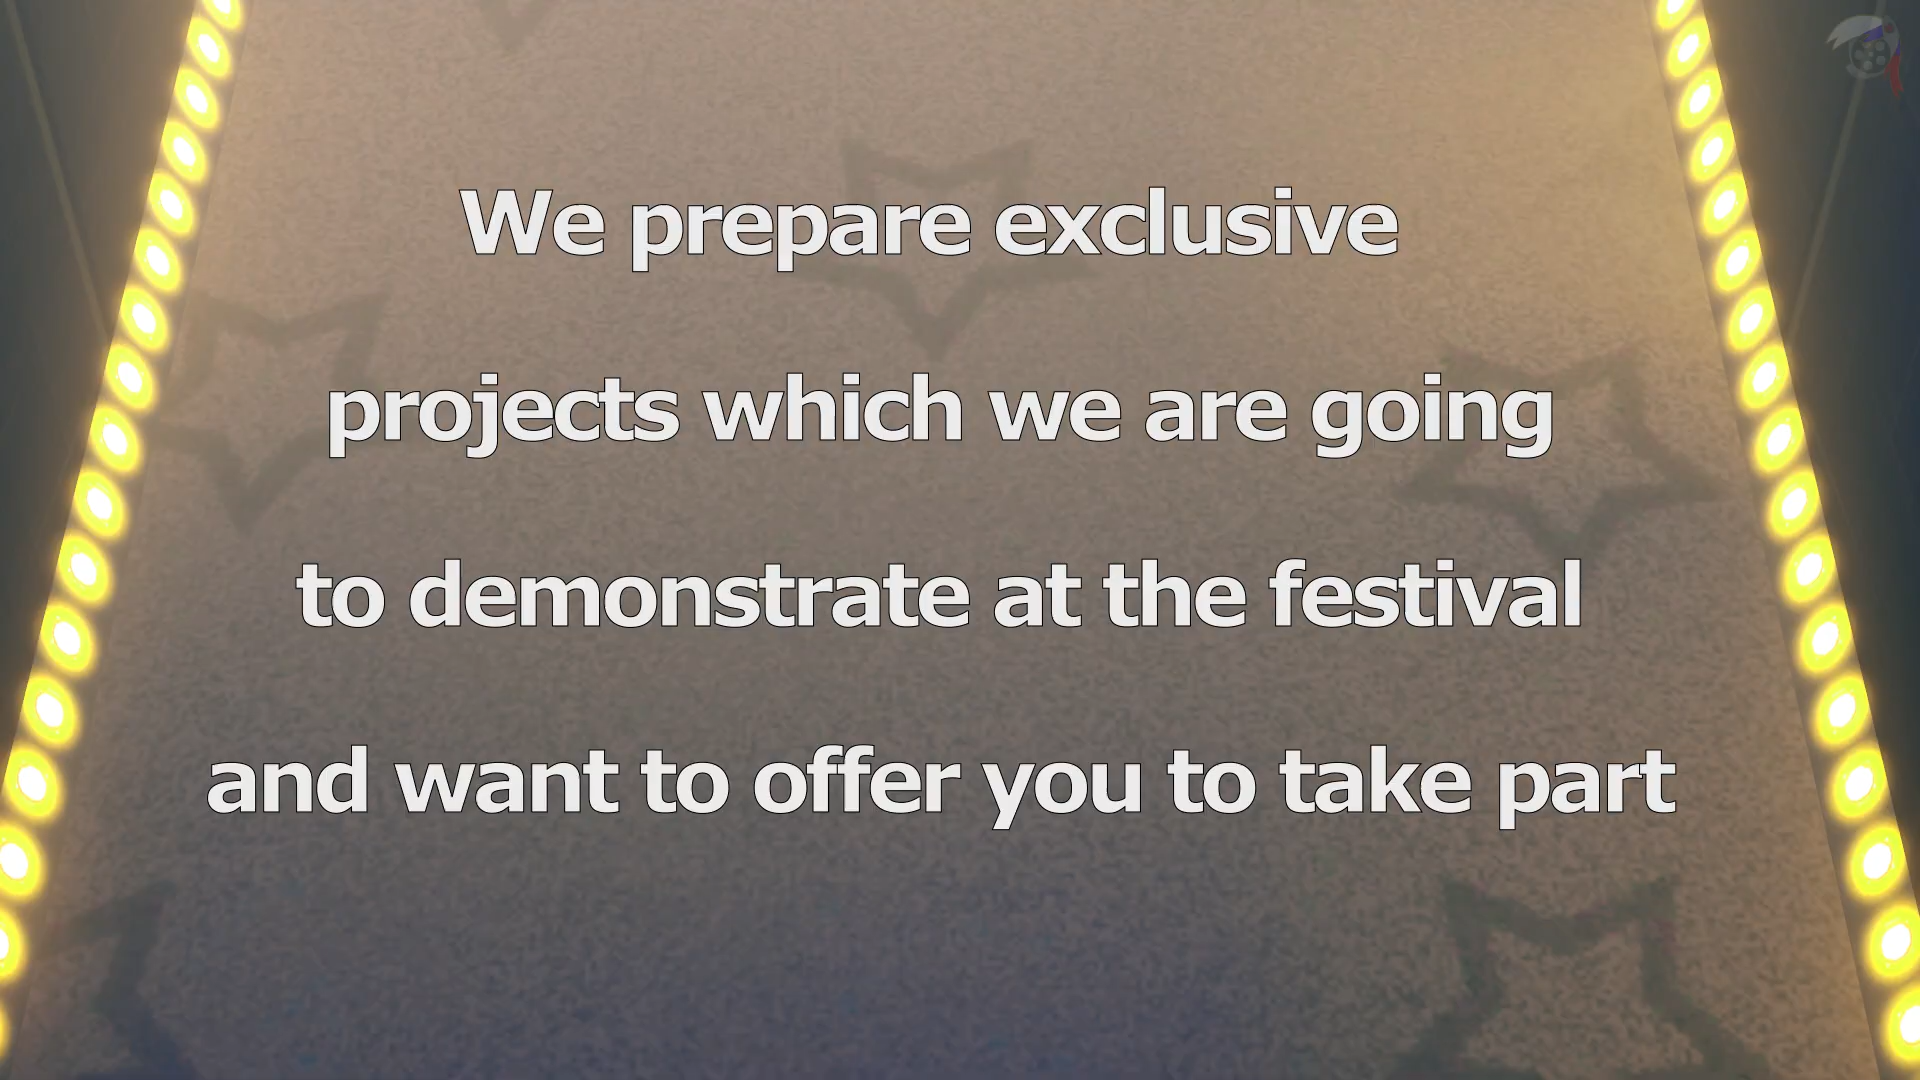 We prepare exclusive
projects which we are going
to demonstrate at the festival
and want to offer you to take part